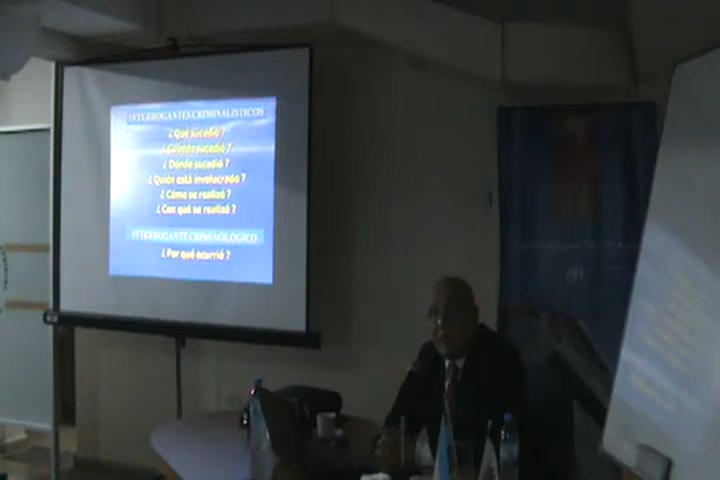 INTERROGANTES CRIMINALISTICOS
¿ Qué sucedió ?
¿ Cuándo sucedió ?
¿ Dónde sucedió ?
¿ Quién está involucrado ?
¿ Cómo se realizó ?
¿ Con qué se realizó ?
INTERROGANTE CRIMINOLOGICO
¿ Por qué ocurrió ?